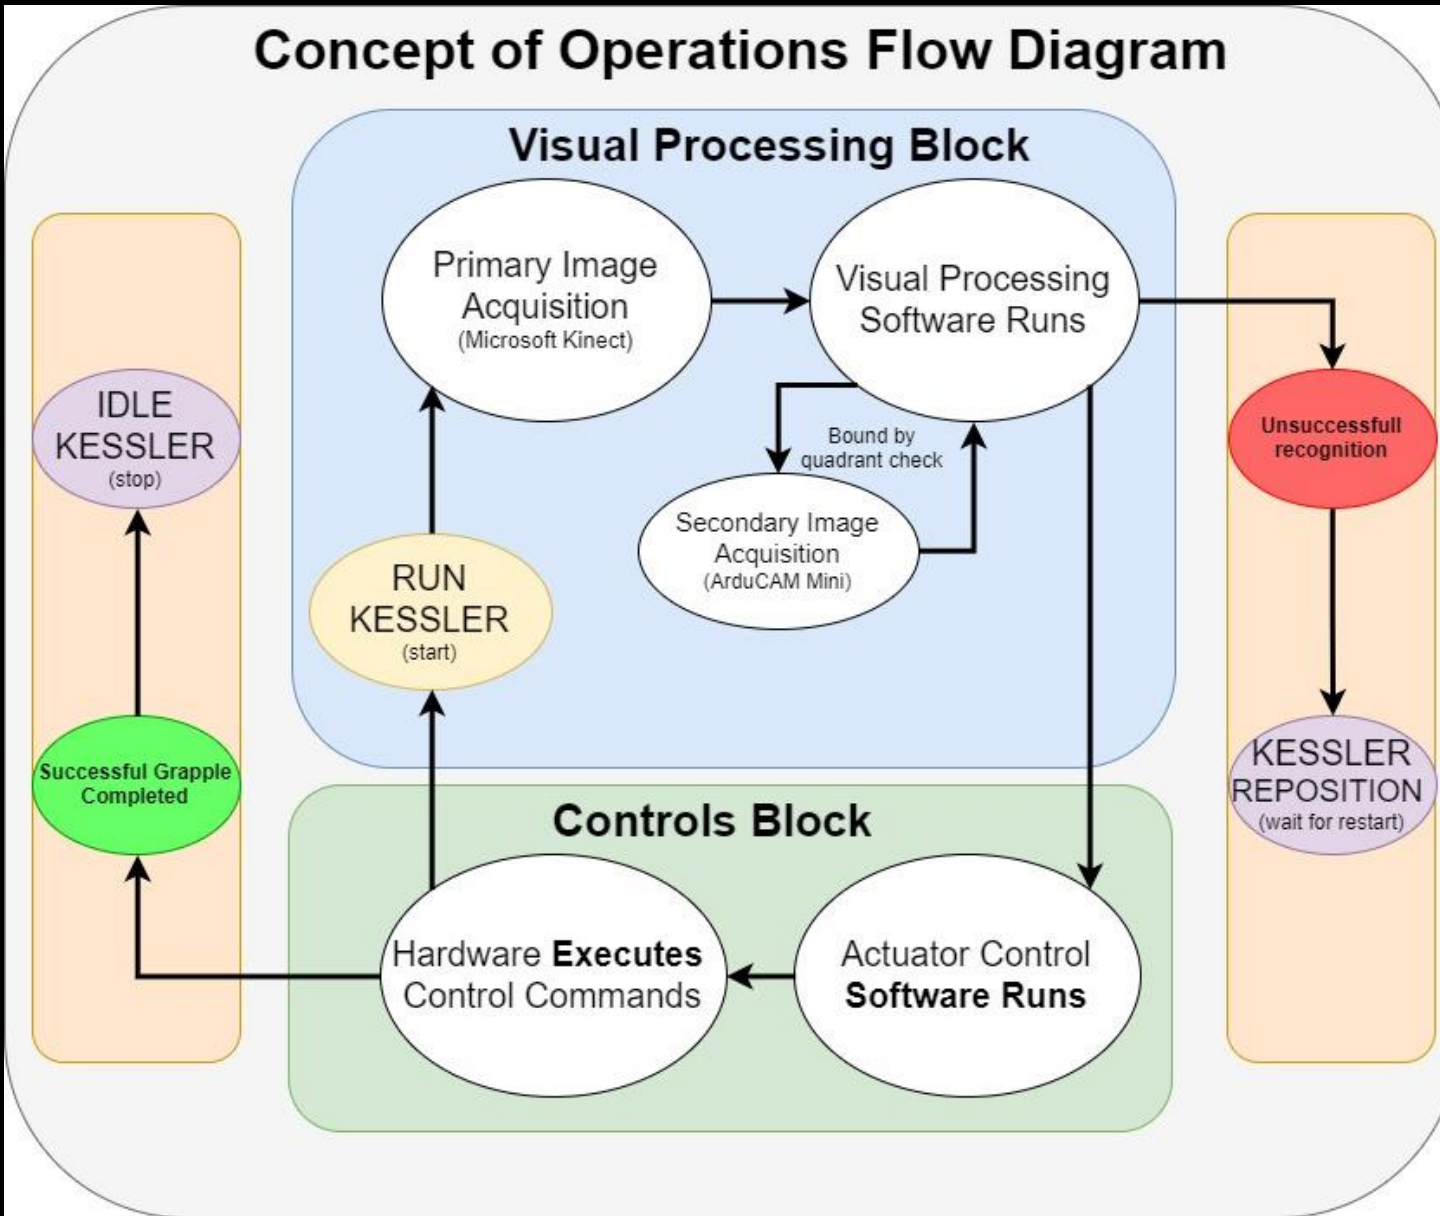 Concept of Operations Flow Diagram
Visual Processing Block
Primary Image
Acquisition
(Microsoft Kinect)
Visual Processing
Software Runs
IDLE
KESSLER
(stop)
Bound by
quadrant check
Unsuccessfull
recognition
Secondary Image
Acquisition
(ArduCAM Mini)
RUN
KESSLER
(start)
Successful Grapple
Completed
KESSLER
REPOSITION
(wait for restart)
Controls Block
Hardware Executes
Control Commands
Actuator Control
Software Runs